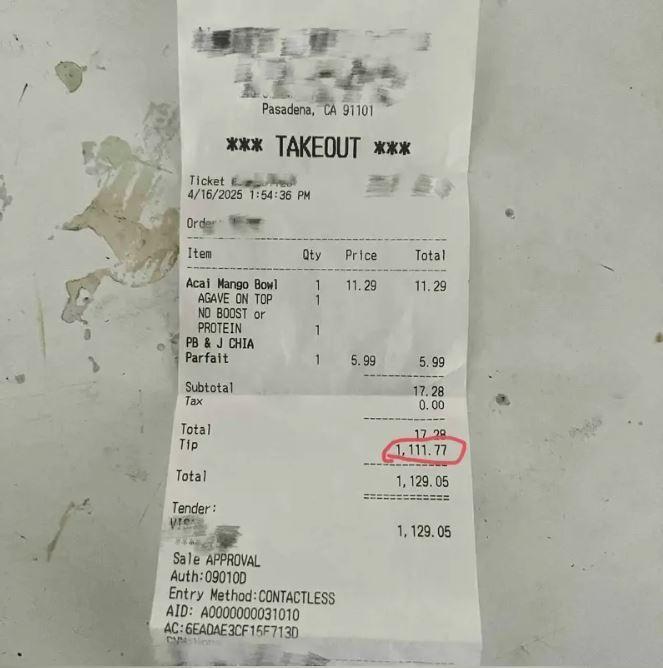 Pasadena, CA 91101
*** TAKEOUT ***
Ticket
4/16/2025 1:54:36 PM
Item Qty Price Total
Acai Mango Bowl 1 11.29 11.29
AGAVE ON TOP 1
NO BOOST or
PROTEIN 1
PB & J CHIA
Parfait 1 5.99 5.99
Subtotal 17.28
Tax 0.00
Total 17.28
Tip 1,111.77
Total 1,129.05
Tender:
1,129.05
Sale APPROVAL
Auth:09010D
Entry Method:CONTACTLESS
AID: A0000000031010
AC:6EADAE3CF15F713D